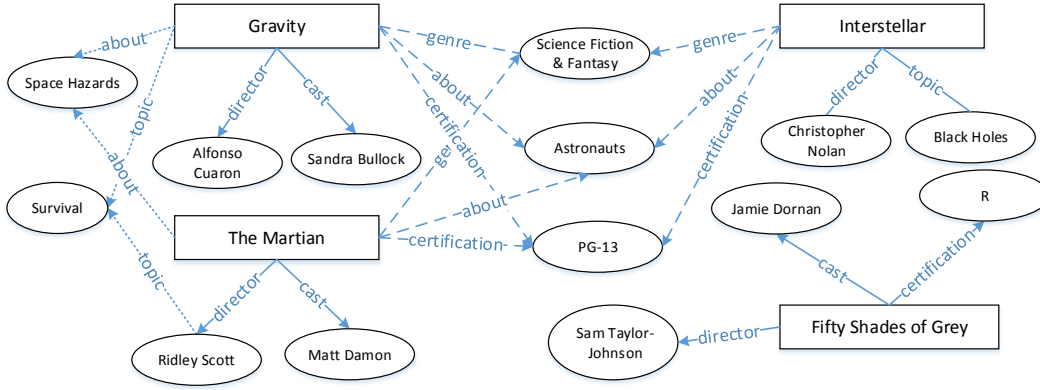 Gravity
Interstellar
about
genre
Science Fiction
& Fantasy
genre
Space Hazards
director
cast
about
certification
topic
about
director
topic
certification
Alfonso
Cuaron
Sandra Bullock
ge
Astronauts
Christopher
Nolan
Black Holes
about
Survival
The Martian
about
certification
PG-13
Jamie Dornan
R
topic
director
cast
cast
certification
Ridley Scott
Matt Damon
Sam Taylor-
Johnson
director
Fifty Shades of Grey